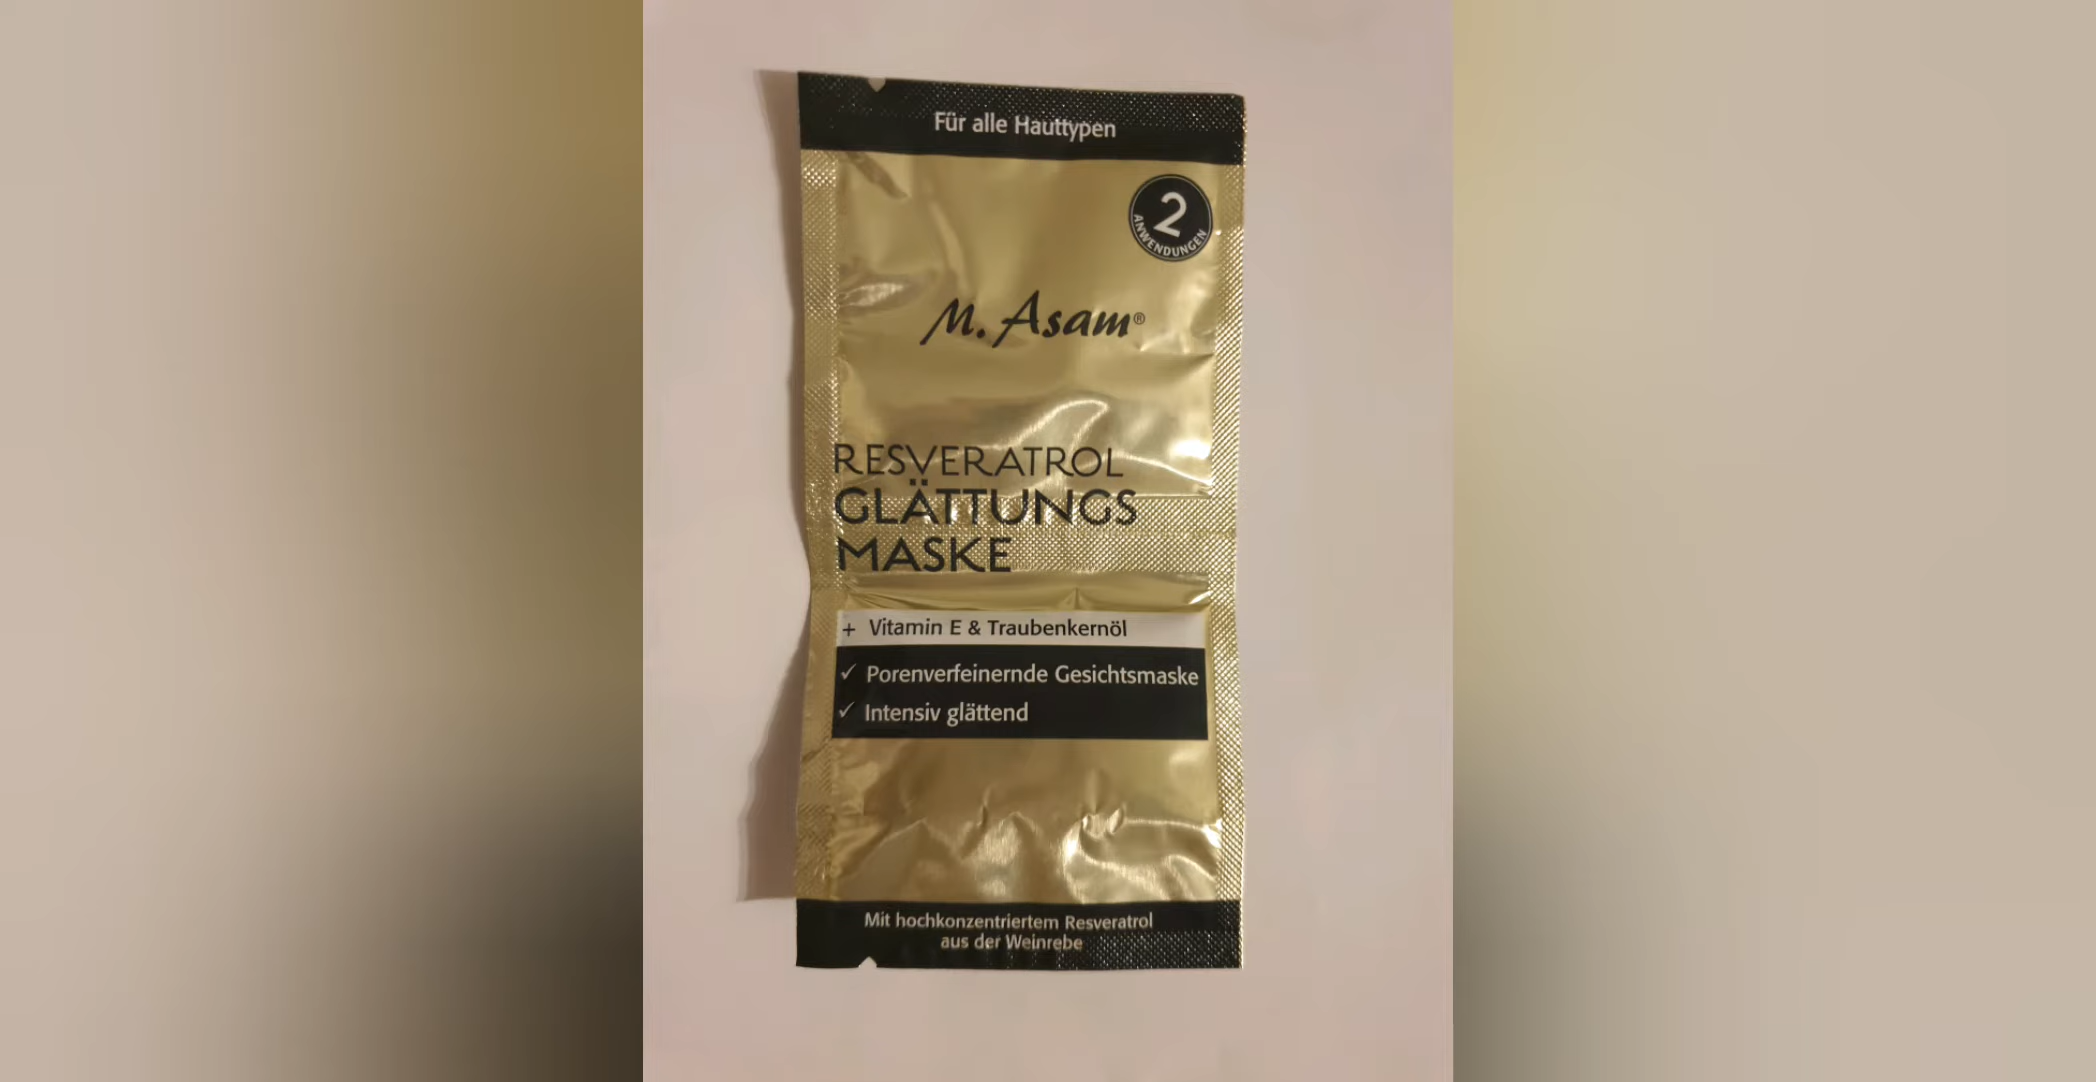 Für alle Hauttypen
2
ANWENDUNGEN
M. Asam®
RESVERATROL
GLÄTTUNGS
MASKE
+ Vitamin E & Traubenkernöl
✓ Porenverfeinernde Gesichtsmaske
✓ Intensiv glättend
Mit hochkonzentriertem Resveratrol
aus der Weinrebe